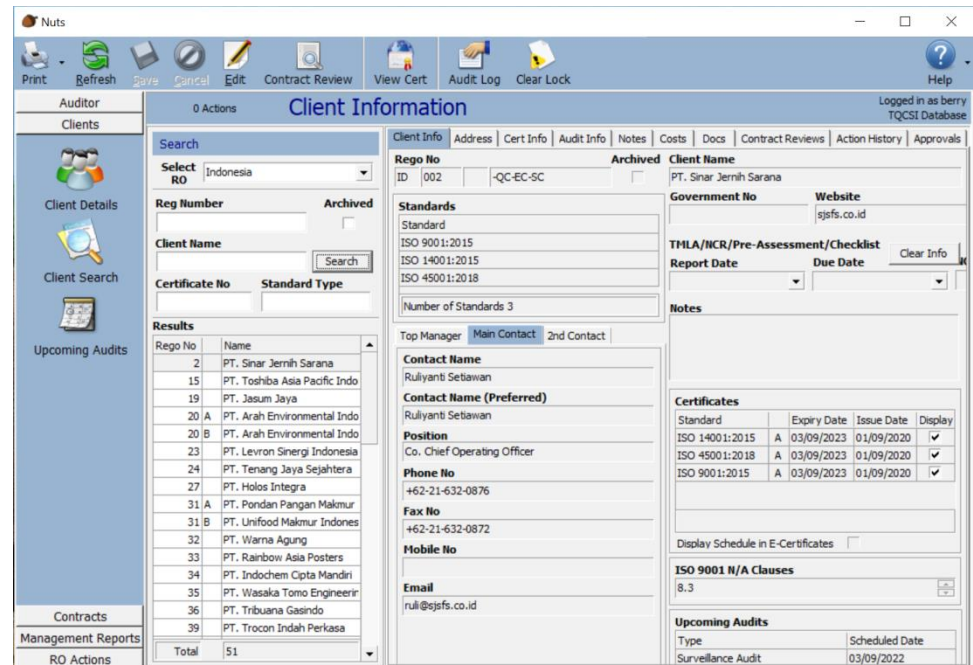 Nuts
Print Refresh Save Cancel Edit Contract Review View Cert Audit Log Clear Lock Help
Auditor
Clients
Client Details
Client Search
Upcoming Audits
Contracts
Management Reports
RO Actions
0 Actions Client Information Logged in as berry
TQCSI Database
Search
Select RO Indonesia
Reg Number Archived
Client Name
Search
Certificate No Standard Type
Results
Rego No Name
2 PT. Sinar Jernih Sarana
15 PT. Toshiba Asia Pacific Indo
19 PT. Jasum Jaya
20 A PT. Arah Environmental Indo
20 B PT. Arah Environmental Indo
23 PT. Levron Sinergi Indonesia
24 PT. Tenang Jaya Sejahtera
27 PT. Holos Integra
31 A PT. Pondan Pangan Makmur
31 B PT. Unifood Makmur Indones
32 PT. Warna Agung
33 PT. Rainbow Asia Posters
34 PT. Indochem Cipta Mandiri
35 PT. Wasaka Tomo Engineerin
36 PT. Tribuana Gasindo
39 PT. Trocon Indah Perkasa
Total 51
Client Info Address Cert Info Audit Info Notes Costs Docs Contract Reviews Action History Approvals
Rego No Archived
ID 002 -QC-EC-SC
Standards
Standard
ISO 9001:2015
ISO 14001:2015
ISO 45001:2018
Number of Standards 3
Top Manager Main Contact 2nd Contact
Contact Name
Ruliyanti Setiawan
Contact Name (Preferred)
Ruliyanti Setiawan
Position
Co. Chief Operating Officer
Phone No
+62-21-632-0876
Fax No
+62-21-632-0872
Mobile No
Email
ruli@sjsfs.co.id
Client Name
PT. Sinar Jernih Sarana
Government No Website
sjsfs.co.id
TMLA/NCR/Pre-Assessment/Checklist Clear Info
Report Date Due Date
Notes
Certificates
Standard Expiry Date Issue Date Display
ISO 14001:2015 A 03/09/2023 01/09/2020
ISO 45001:2018 A 03/09/2023 01/09/2020
ISO 9001:2015 A 03/09/2023 01/09/2020
Display Schedule in E-Certificates
ISO 9001 N/A Clauses
8.3
Upcoming Audits
Type Scheduled Date
Surveillance Audit 03/09/2022